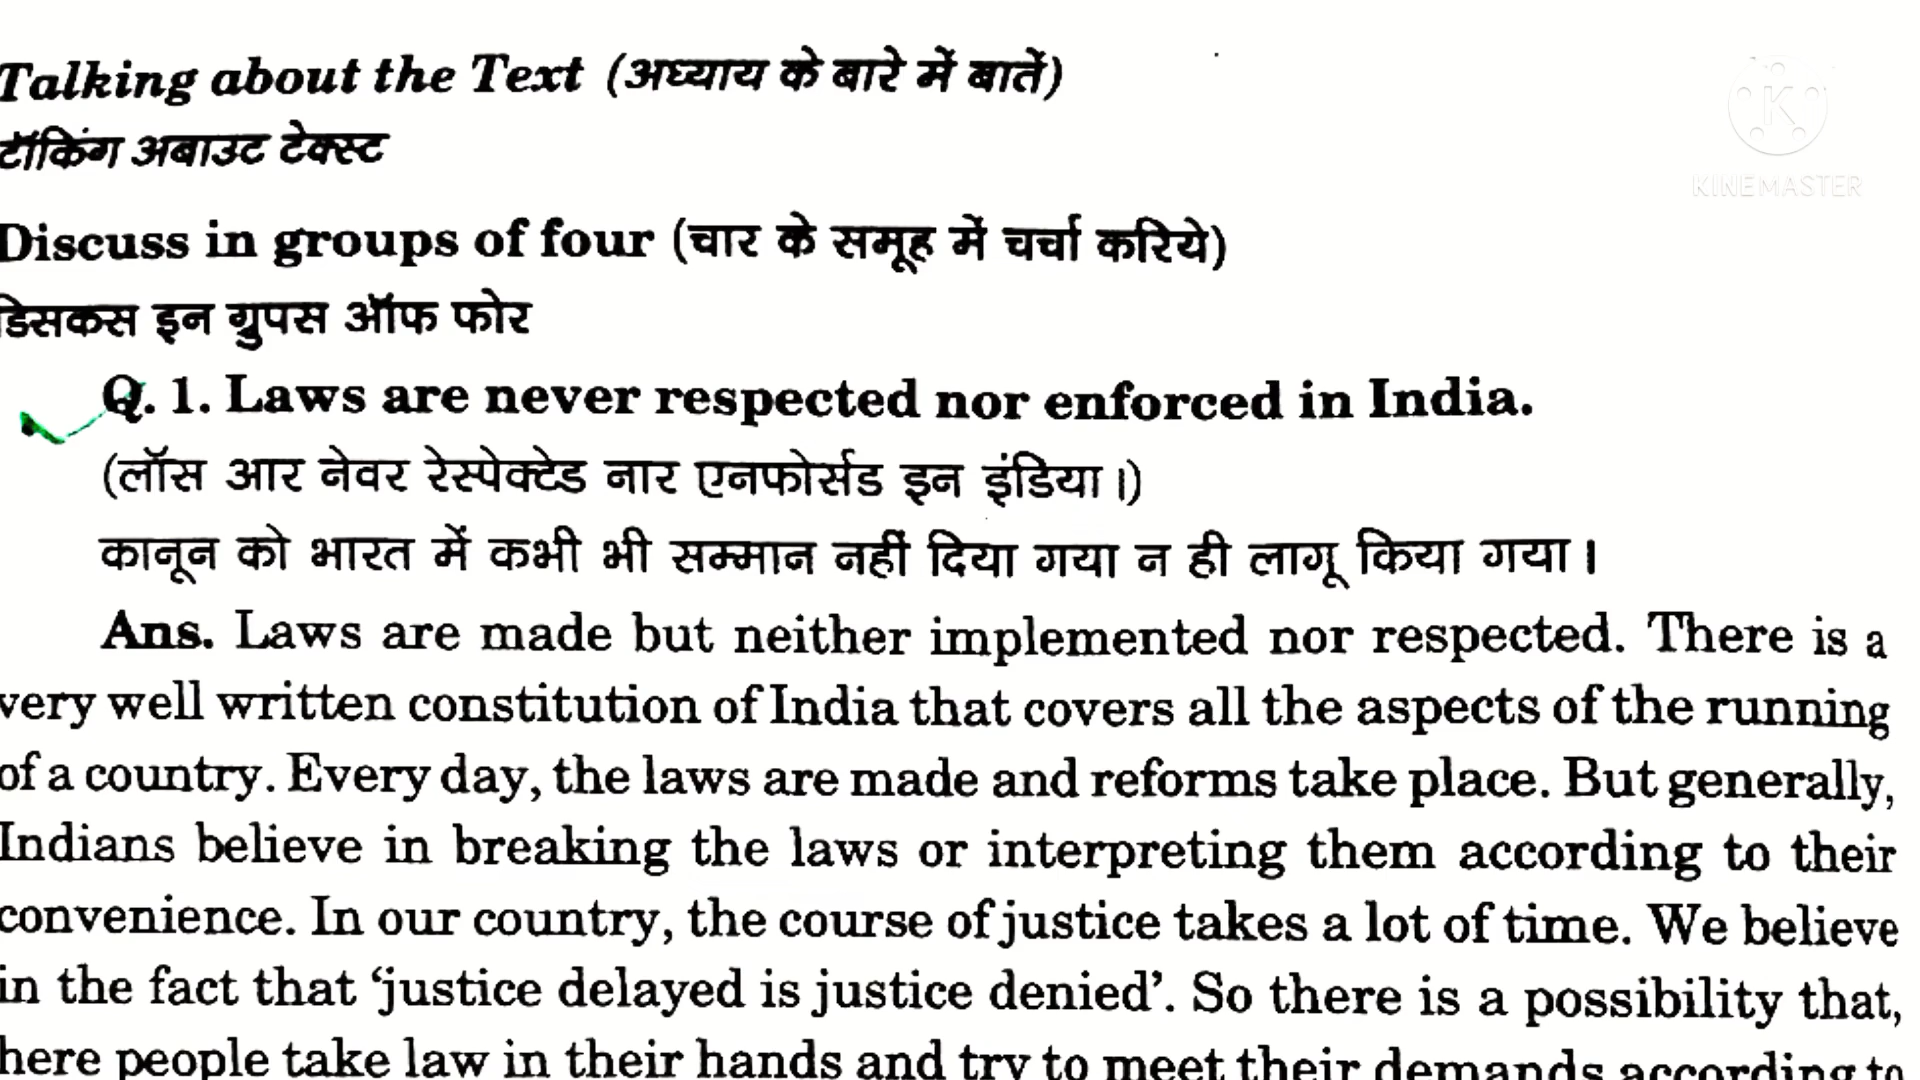 Talking about the Text (अध्याय के बारे में बातें)
टॉकिंग अबाउट टेक्स्ट
KINEMASTER
Discuss in groups of four (चार के समूह में चर्चा करिये)
डिसकस इन ग्रुपस ऑफ फोर
Q. 1. Laws are never respected nor enforced in India.
(लॉस आर नेवर रेस्पेक्टेड नार एनफोर्सड इन इंडिया।)
कानून को भारत में कभी भी सम्मान नहीं दिया गया न ही लागू किया गया।
Ans. Laws are made but neither implemented nor respected. There is a
very well written constitution of India that covers all the aspects of the running
of a country. Every day, the laws are made and reforms take place. But generally,
Indians believe in breaking the laws or interpreting them according to their
convenience. In our country, the course of justice takes a lot of time. We believe
in the fact that ‘justice delayed is justice denied’. So there is a possibility that,
here people take law in their hands and try to meet their demands according to